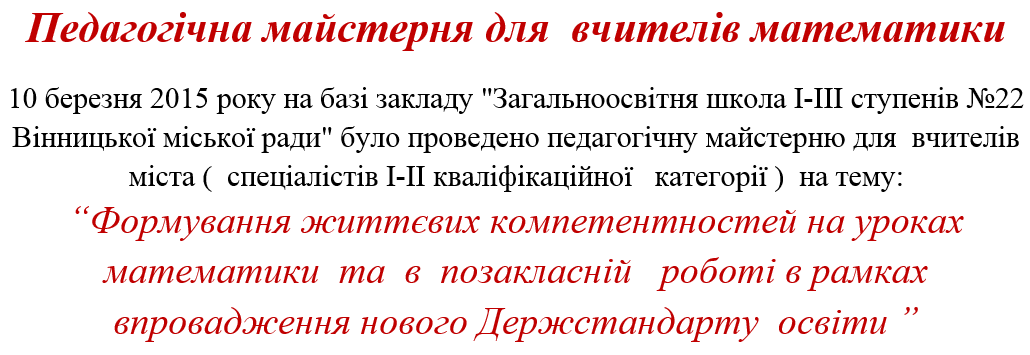 Педагогічна майстерня для вчителів математики
10 березня 2015 року на базі закладу "Загальноосвітня школа І-ІІІ ступенів №22
Вінницької міської ради" було проведено педагогічну майстерню для вчителів
міста ( спеціалістів І-ІІ кваліфікаційної категорії ) на тему:
“Формування життєвих компетентностей на уроках
математики та в позакласній роботі в рамках
впровадження нового Держстандарту освіти ”